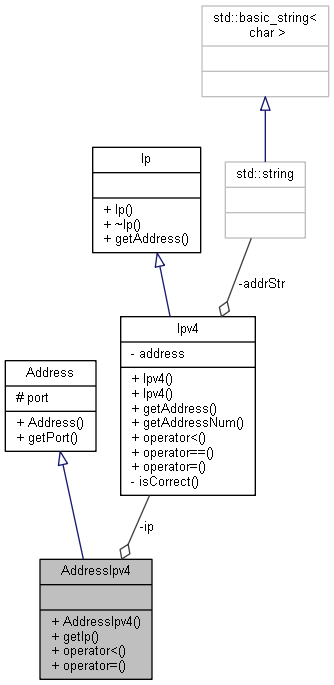 std::basic_string<
char >
Ip
+ Ip()
+ ~Ip()
+ getAddress()
std::string
-addrStr
Ipv4
- address
+ Ipv4()
+ Ipv4()
+ getAddress()
+ getAddressNum()
+ operator<()
+ operator==()
+ operator=()
- isCorrect()
Address
# port
+ Address()
+ getPort()
-ip
AddressIpv4
+ AddressIpv4()
+ getIp()
+ operator<()
+ operator=()